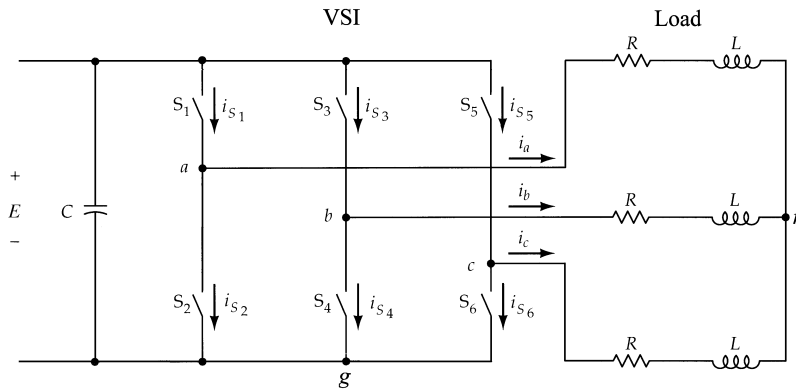 VSI Load
R L
S1 iS1 S3 iS3 S5 iS5
ia
a
+
E C
−
ib R L
b
ic
c
S2 iS2 S4 iS4 S6 iS6
R L
g